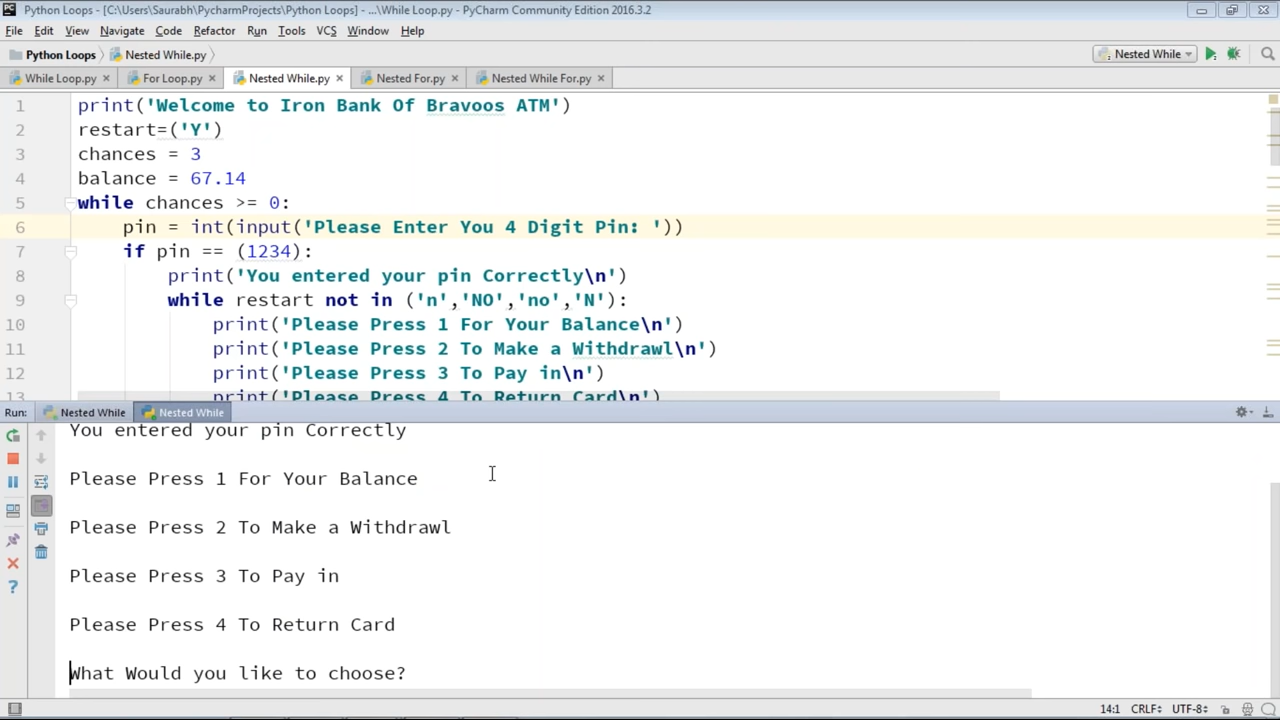 Python Loops - [C:\Users\Saurabh\PycharmProjects\Python Loops] - ...\While Loop.py - PyCharm Community Edition 2016.3.2
File Edit View Navigate Code Refactor Run Tools VCS Window Help
Python Loops Nested While.py Nested While
While Loop.py For Loop.py Nested While.py Nested For.py Nested While For.py
1 print('Welcome to Iron Bank Of Bravoos ATM')
2 restart=('Y')
3 chances = 3
4 balance = 67.14
5 while chances >= 0:
6 pin = int(input('Please Enter You 4 Digit Pin: '))
7 if pin == (1234):
8 print('You entered your pin Correctly\n')
9 while restart not in ('n','NO','no','N'):
10 print('Please Press 1 For Your Balance\n')
11 print('Please Press 2 To Make a Withdrawl\n')
12 print('Please Press 3 To Pay in\n')
13 print('Please Press 4 To Return Card\n')
Run: Nested While Nested While
You entered your pin Correctly
Please Press 1 For Your Balance
Please Press 2 To Make a Withdrawl
Please Press 3 To Pay in
Please Press 4 To Return Card
What Would you like to choose?
14:1 CRLF UTF-8